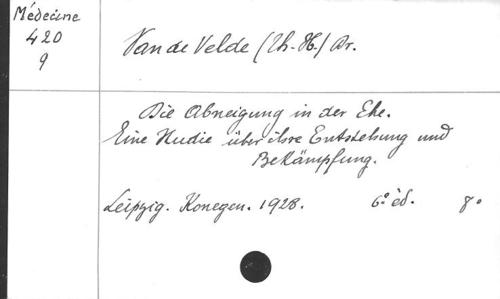 Médecine
420
9
Van de Velde (Th.-H.) Dr.
Die Abneigung in der Ehe.
Eine Studie über ihre Entstehung und
Bekämpfung.
Leipzig. Konegen. 1928. 6° éd. 8°